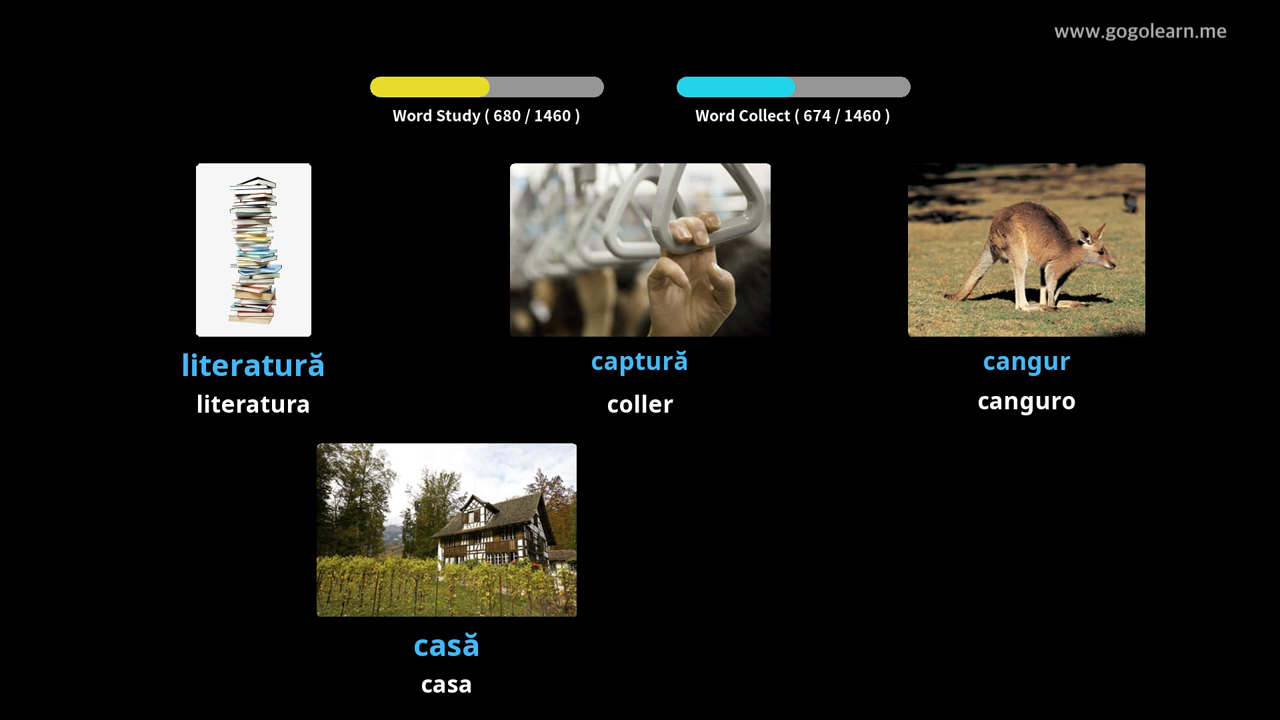 www.gogolearn.me
Word Study ( 680 / 1460 )
Word Collect ( 674 / 1460 )
literatură
literatura
captură
coller
cangur
canguro
casă
casa